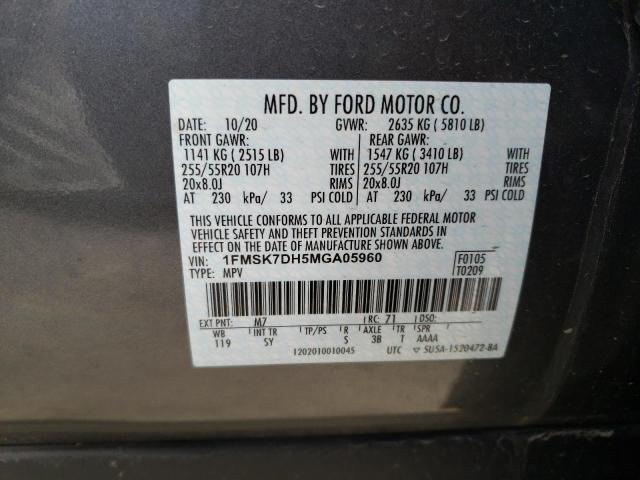 MFD. BY FORD MOTOR CO.
DATE: 10/20 GVWR: 2635 KG ( 5810 LB)
FRONT GAWR: REAR GAWR:
1141 KG ( 2515 LB) WITH 1547 KG ( 3410 LB) WITH
255/55R20 107H TIRES 255/55R20 107H TIRES
20x8.0J RIMS 20x8.0J RIMS
AT 230 kPa/ 33 PSI COLD AT 230 kPa/ 33 PSI COLD
THIS VEHICLE CONFORMS TO ALL APPLICABLE FEDERAL MOTOR
VEHICLE SAFETY AND THEFT PREVENTION STANDARDS IN
EFFECT ON THE DATE OF MANUFACTURE SHOWN ABOVE.
VIN: 1FMSK7DH5MGA05960 F0105
TYPE: MPV T0209
EXT PNT: M7 RC: 71 DSO:
WB INT TR TP/PS R AXLE TR SPR
119 SY S 3B T AAAA
1202010010045 UTC ▽ SU5A-1520472-BA